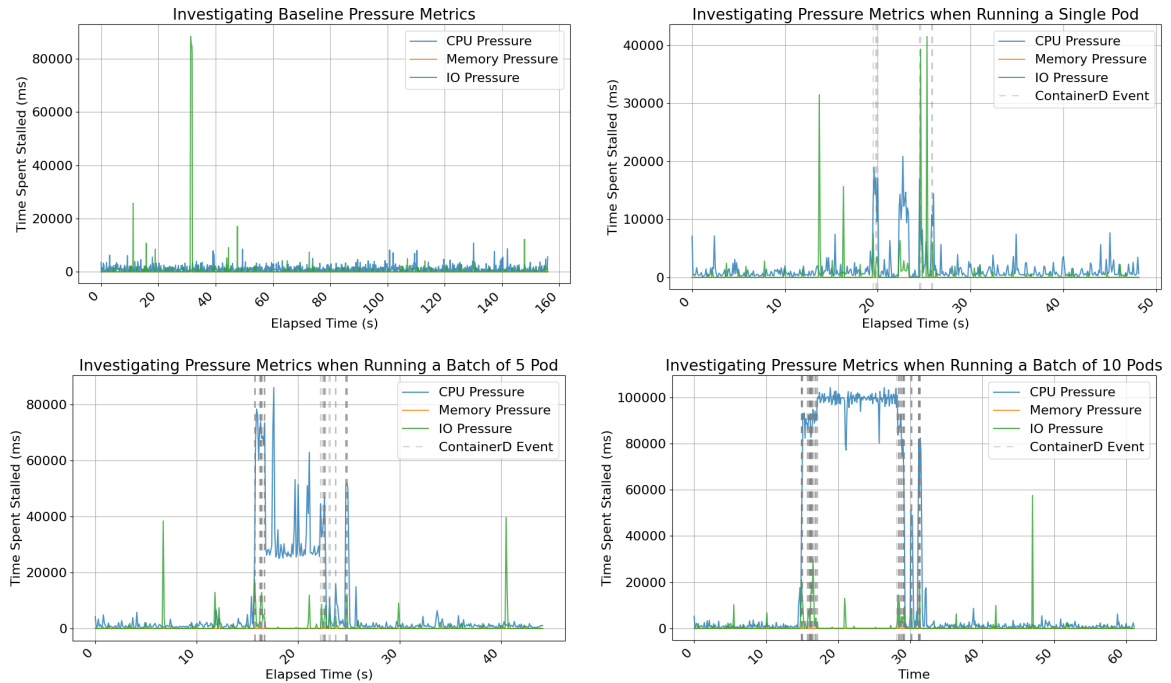 Investigating Baseline Pressure Metrics
Time Spent Stalled (ms)
80000
60000
40000
20000
0
CPU Pressure
Memory Pressure
IO Pressure
0
20
40
60
80
100
120
140
160
Elapsed Time (s)
Investigating Pressure Metrics when Running a Single Pod
Time Spent Stalled (ms)
40000
30000
20000
10000
0
CPU Pressure
Memory Pressure
IO Pressure
ContainerD Event
0
10
20
30
40
50
Elapsed Time (s)
Investigating Pressure Metrics when Running a Batch of 5 Pod
Time Spent Stalled (ms)
80000
60000
40000
20000
0
CPU Pressure
Memory Pressure
IO Pressure
ContainerD Event
0
10
20
30
40
Elapsed Time (s)
Investigating Pressure Metrics when Running a Batch of 10 Pods
Time Spent Stalled (ms)
100000
80000
60000
40000
20000
0
CPU Pressure
Memory Pressure
IO Pressure
ContainerD Event
0
10
20
30
40
50
60
Time